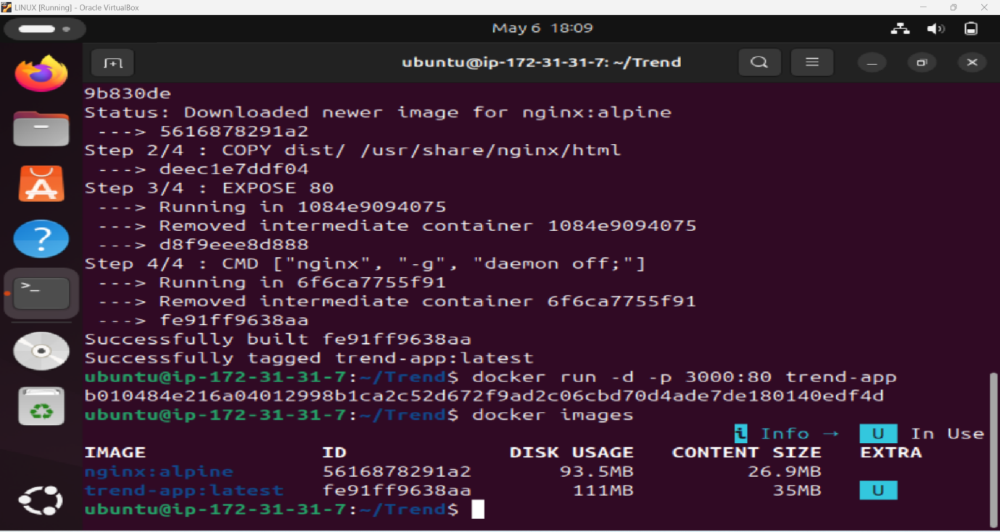 LINUX [Running] - Oracle VirtualBox
May 6 18:09
ubuntu@ip-172-31-31-7: ~/Trend
9b830de
Status: Downloaded newer image for nginx:alpine
 ---> 5616878291a2
Step 2/4 : COPY dist/ /usr/share/nginx/html
 ---> deec1e7ddf04
Step 3/4 : EXPOSE 80
 ---> Running in 1084e9094075
 ---> Removed intermediate container 1084e9094075
 ---> d8f9eee8d888
Step 4/4 : CMD ["nginx", "-g", "daemon off;"]
 ---> Running in 6f6ca7755f91
 ---> Removed intermediate container 6f6ca7755f91
 ---> fe91ff9638aa
Successfully built fe91ff9638aa
Successfully tagged trend-app:latest
ubuntu@ip-172-31-31-7:~/Trend$ docker run -d -p 3000:80 trend-app
b010484e216a04012998b1ca2c52d672f9ad2c06cbd70d4ade7de180140edf4d
ubuntu@ip-172-31-31-7:~/Trend$ docker images
i Info → U In Use
IMAGE ID DISK USAGE CONTENT SIZE EXTRA
nginx:alpine 5616878291a2 93.5MB 26.9MB
trend-app:latest fe91ff9638aa 111MB 35MB U
ubuntu@ip-172-31-31-7:~/Trend$